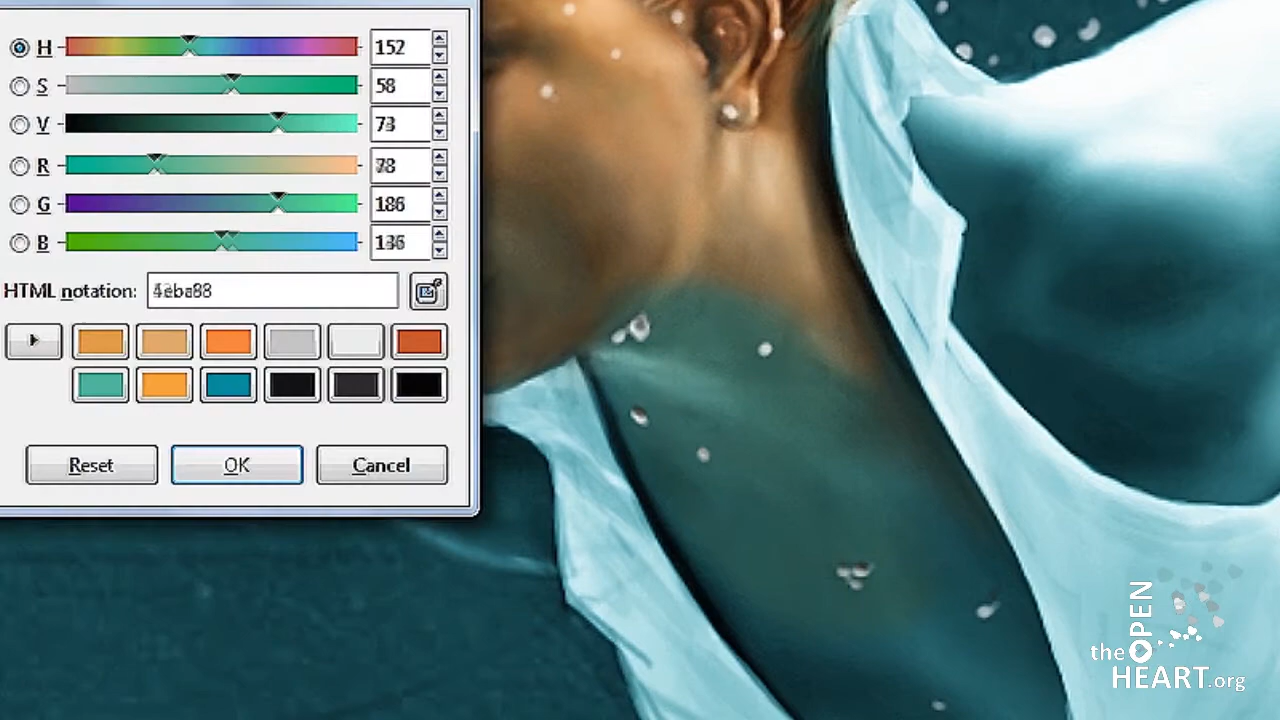 H 152
S 58
V 73
R 78
G 186
B 136
HTML notation: 4eba88
Reset OK Cancel
the OPEN
HEART.org